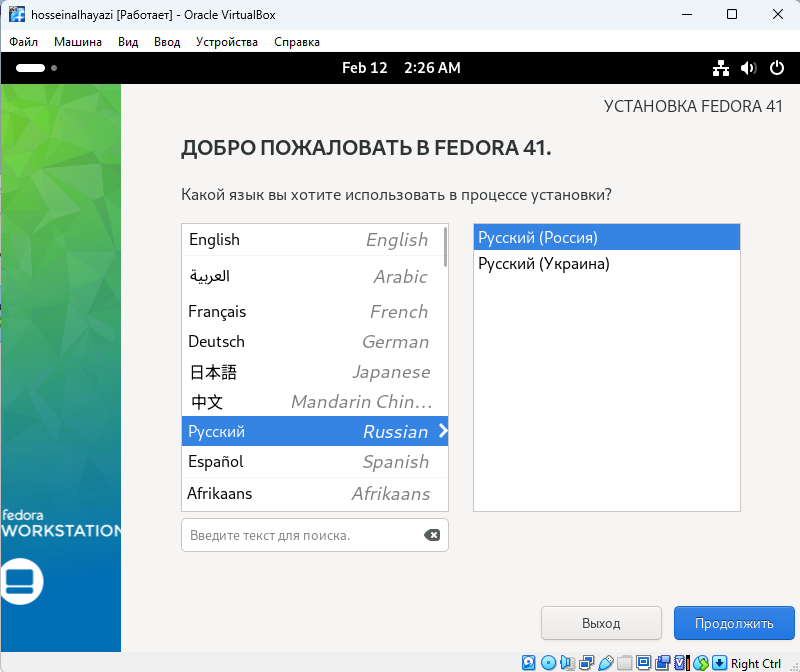 hosseinalhayazi [Работает] - Oracle VirtualBox
Файл Машина Вид Ввод Устройства Справка
Feb 12 2:26 AM
УСТАНОВКА FEDORA 41
ДОБРО ПОЖАЛОВАТЬ В FEDORA 41.
Какой язык вы хотите использовать в процессе установки?
English English
العربية Arabic
Français French
Deutsch German
日本語 Japanese
中文 Mandarin Chin...
Русский Russian
Español Spanish
Afrikaans Afrikaans
Русский (Россия)
Русский (Украина)
Введите текст для поиска.
fedora
WORKSTATION
Выход Продолжить
Right Ctrl